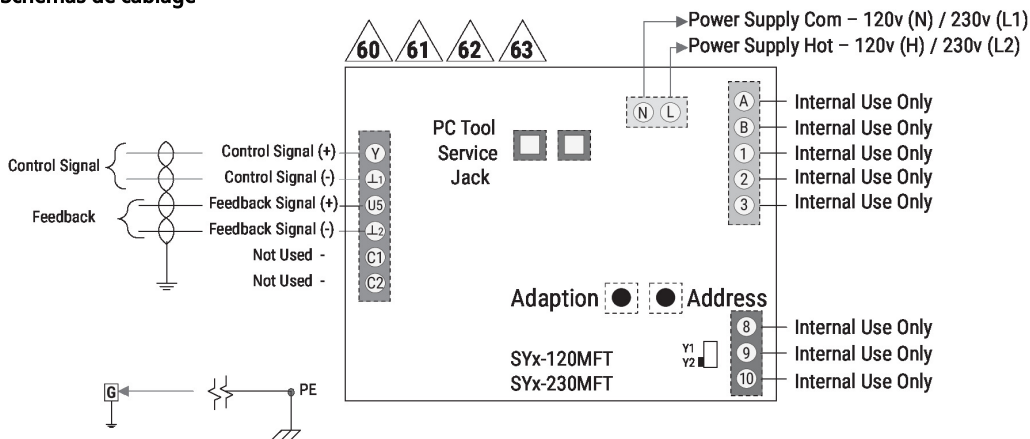 Schémas de câblage
Power Supply Com – 120v (N) / 230v (L1)
Power Supply Hot – 120v (H) / 230v (L2)
60 61 62 63
N L
A Internal Use Only
B Internal Use Only
1 Internal Use Only
2 Internal Use Only
3 Internal Use Only
PC Tool
Service
Jack
Control Signal
Control Signal (+) Y
Control Signal (-) ⊥1
Feedback
Feedback Signal (+) U5
Feedback Signal (-) ⊥2
Not Used - C1
Not Used - C2
Adaption Address
SYx-120MFT
SYx-230MFT
Y1
Y2
8 Internal Use Only
9 Internal Use Only
10 Internal Use Only
G PE